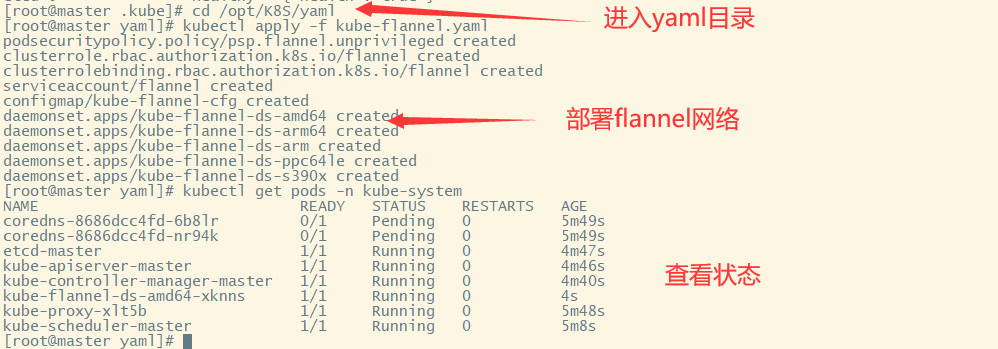 [root@master .kube]# cd /opt/K8S/yaml
进入yaml目录
[root@master yaml]# kubectl apply -f kube-flannel.yaml
podsecuritypolicy.policy/psp.flannel.unprivileged created
clusterrole.rbac.authorization.k8s.io/flannel created
clusterrolebinding.rbac.authorization.k8s.io/flannel created
serviceaccount/flannel created
configmap/kube-flannel-cfg created
daemonset.apps/kube-flannel-ds-amd64 created
部署flannel网络
daemonset.apps/kube-flannel-ds-arm64 created
daemonset.apps/kube-flannel-ds-arm created
daemonset.apps/kube-flannel-ds-ppc64le created
daemonset.apps/kube-flannel-ds-s390x created
[root@master yaml]# kubectl get pods -n kube-system
NAME READY STATUS RESTARTS AGE
coredns-8686dcc4fd-6b8lr 0/1 Pending 0 5m49s
coredns-8686dcc4fd-nr94k 0/1 Pending 0 5m49s
etcd-master 1/1 Running 0 4m47s
kube-apiserver-master 1/1 Running 0 4m46s
kube-controller-manager-master 1/1 Running 0 4m40s
查看状态
kube-flannel-ds-amd64-xknns 1/1 Running 0 4s
kube-proxy-xlt5b 1/1 Running 0 5m48s
kube-scheduler-master 1/1 Running 0 5m8s
[root@master yaml]#